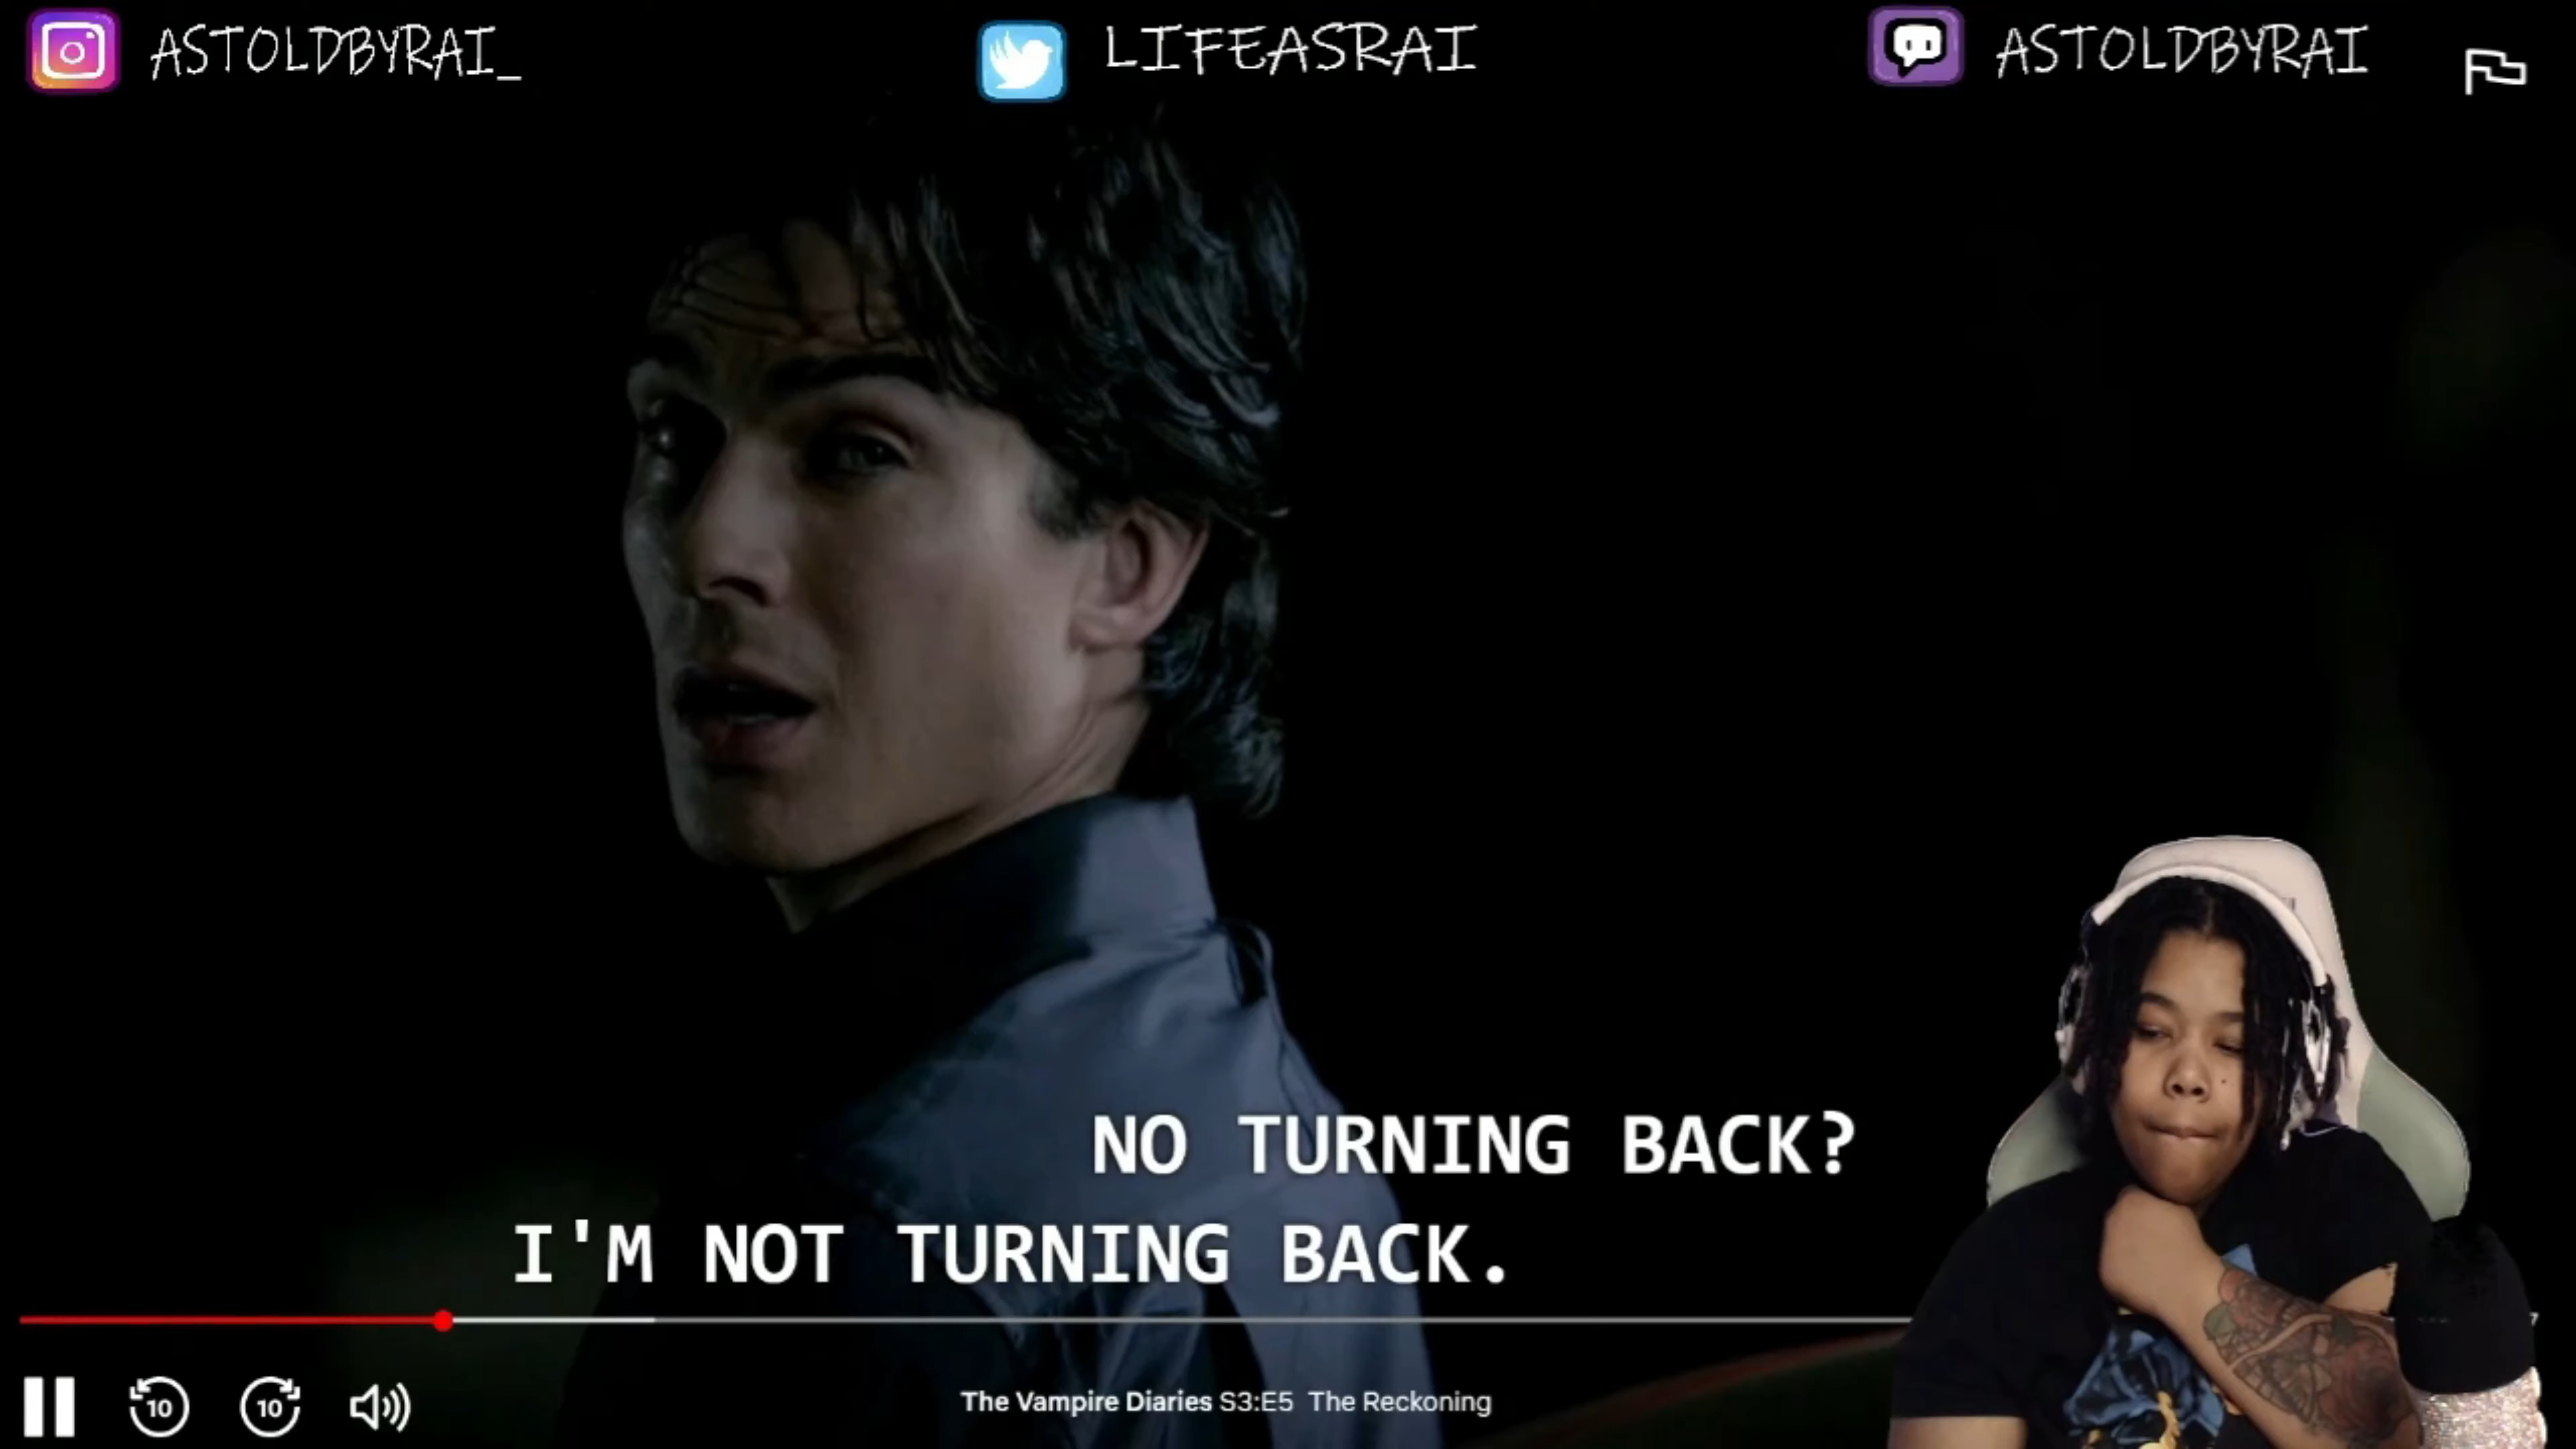 ASTOLDBYRAI_
LIFEASRAI
ASTOLDBYRAI
NO TURNING BACK?
I'M NOT TURNING BACK.
10
10
The Vampire Diaries S3:E5 The Reckoning